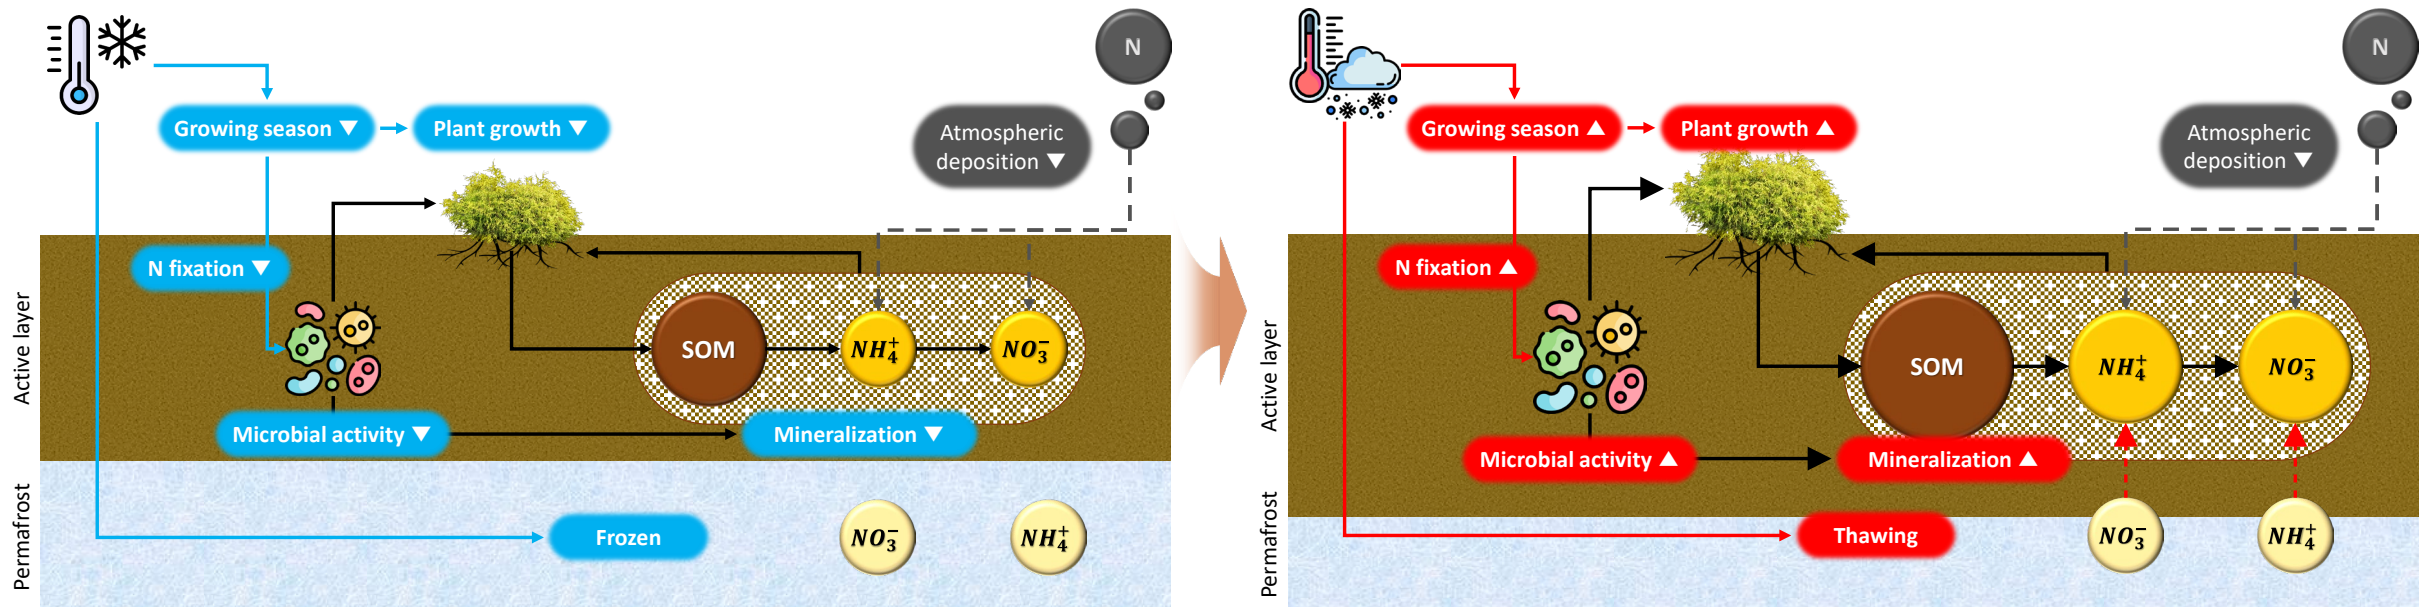 N
Growing season ▼
Plant growth ▼
Atmospheric
deposition ▼
N fixation ▼
Active layer
SOM
NH₄⁺
NO₃⁻
Microbial activity ▼
Mineralization ▼
Permafrost
Frozen
NO₃⁻
NH₄⁺
N
Growing season ▲
Plant growth ▲
Atmospheric
deposition ▼
N fixation ▲
Active layer
SOM
NH₄⁺
NO₃⁻
Microbial activity ▲
Mineralization ▲
Permafrost
Thawing
NO₃⁻
NH₄⁺